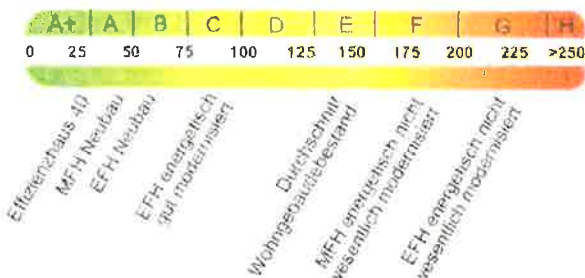 A+ A B C D E F G H
0 25 50 75 100 125 150 175 200 225 >250
Effizienzhaus 40
MFH Neubau
EFH Neubau
EFH energetisch
gut modernisiert
Durchschnitt
Wohngebäudebestand
MFH energetisch nicht
wesentlich modernisiert
EFH energetisch nicht
wesentlich modernisiert